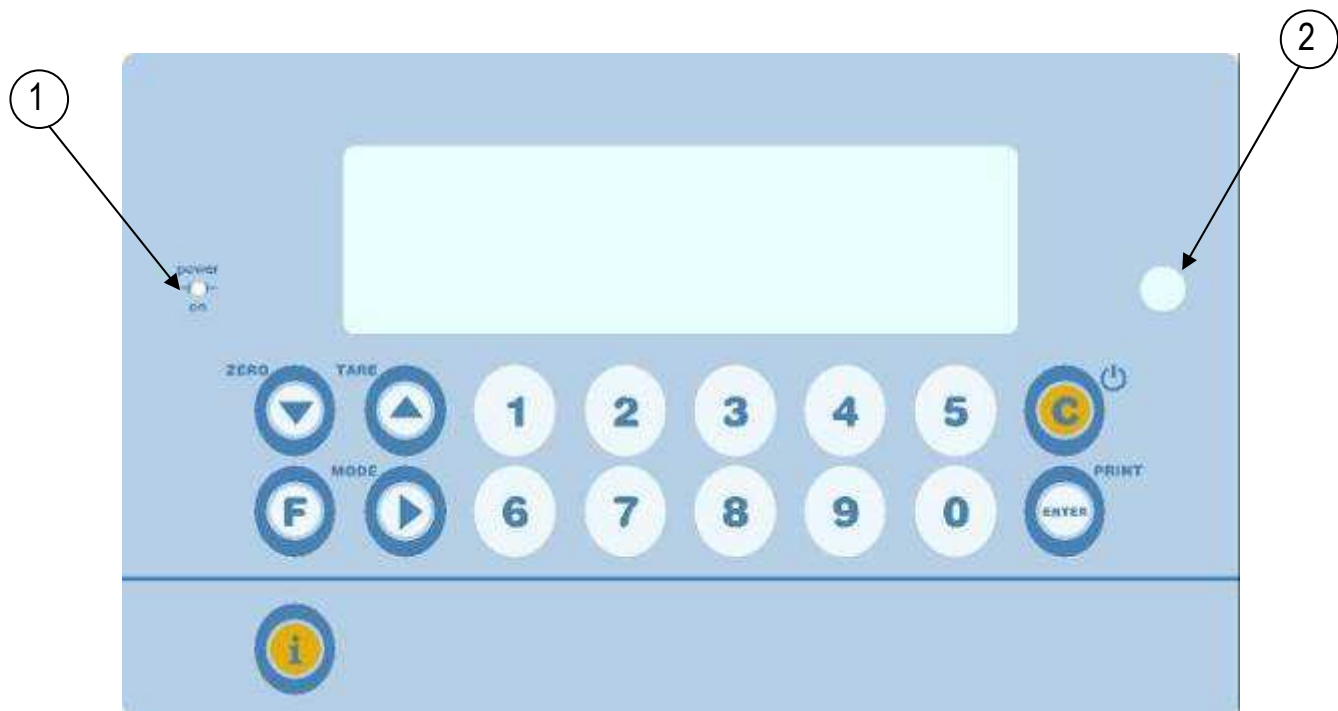 1
2
power
on
ZERO TARE
1 2 3 4 5 C
MODE PRINT
F 6 7 8 9 0 ENTER
i